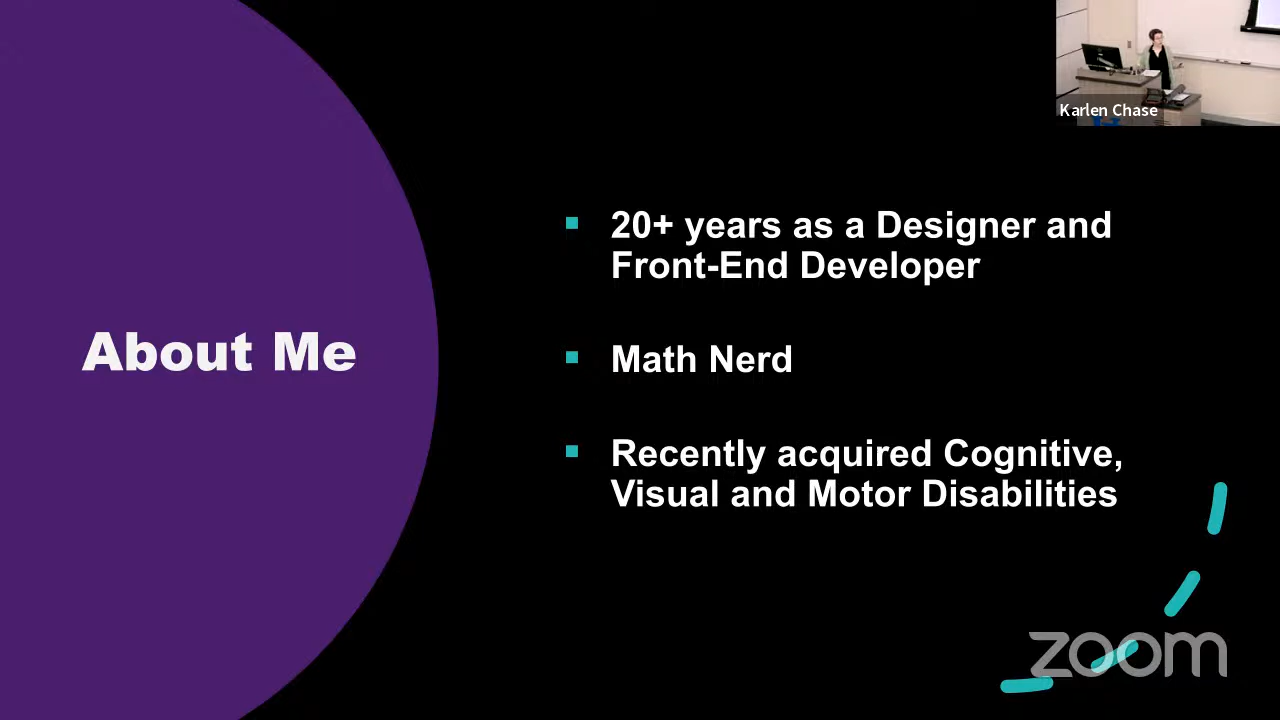 Karlen Chase
About Me
20+ years as a Designer and
Front-End Developer
Math Nerd
Recently acquired Cognitive,
Visual and Motor Disabilities
zoom